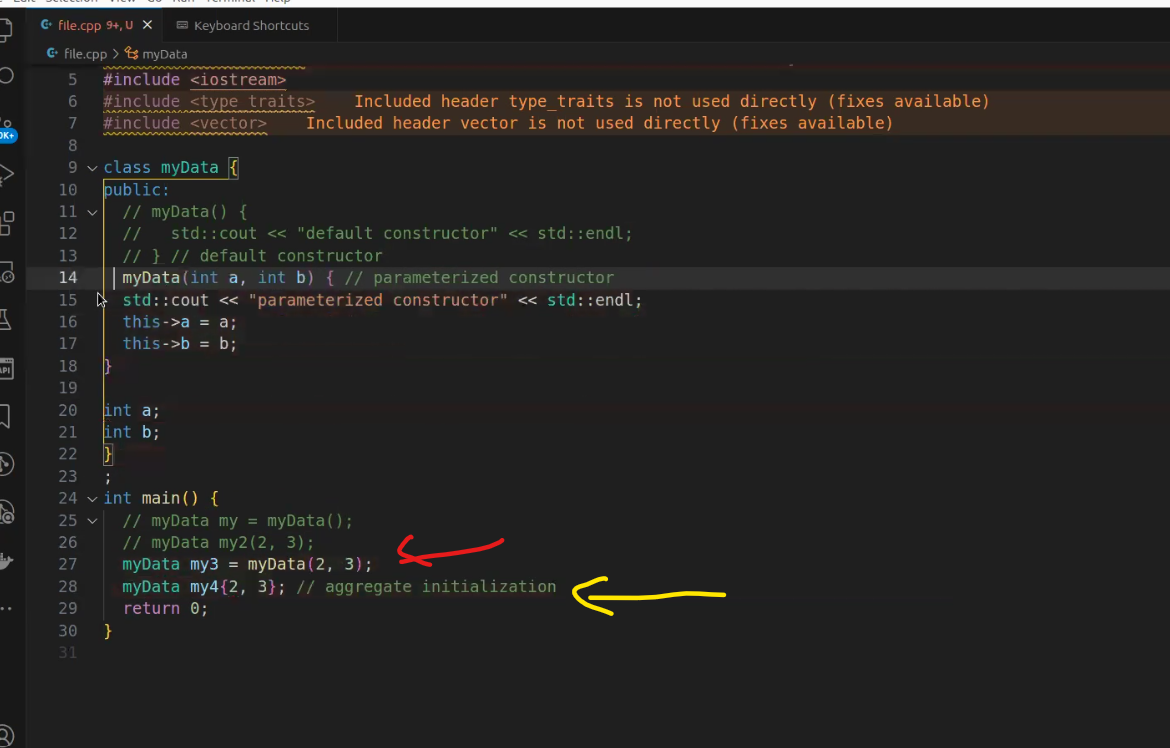 file.cpp 9+, U
Keyboard Shortcuts
file.cpp > myData
5 #include <iostream>
6 #include <type_traits> Included header type_traits is not used directly (fixes available)
7 #include <vector> Included header vector is not used directly (fixes available)
8
9 class myData {
10 public:
11 // myData() {
12 //   std::cout << "default constructor" << std::endl;
13 // } // default constructor
14 myData(int a, int b) { // parameterized constructor
15 std::cout << "parameterized constructor" << std::endl;
16 this->a = a;
17 this->b = b;
18 }
19
20 int a;
21 int b;
22 }
23 ;
24 int main() {
25 // myData my = myData();
26 // myData my2(2, 3);
27 myData my3 = myData(2, 3);
28 myData my4{2, 3}; // aggregate initialization
29 return 0;
30 }
31